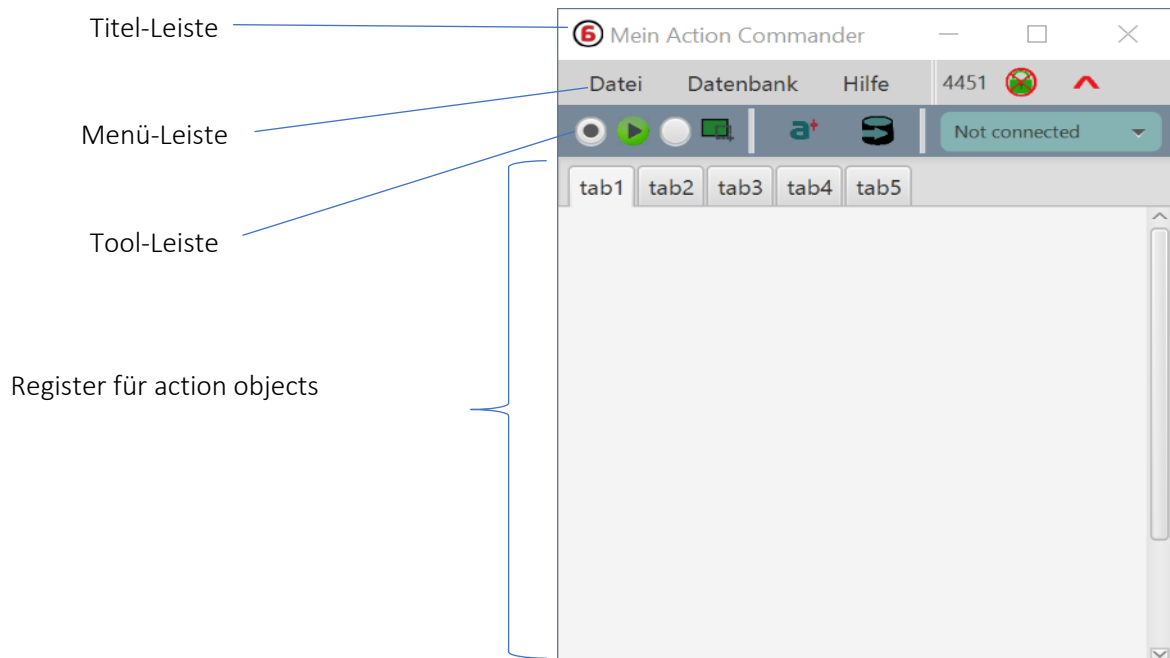 Titel-Leiste
Mein Action Commander
Datei Datenbank Hilfe 4451
Menü-Leiste
a+ Not connected
tab1 tab2 tab3 tab4 tab5
Tool-Leiste
Register für action objects